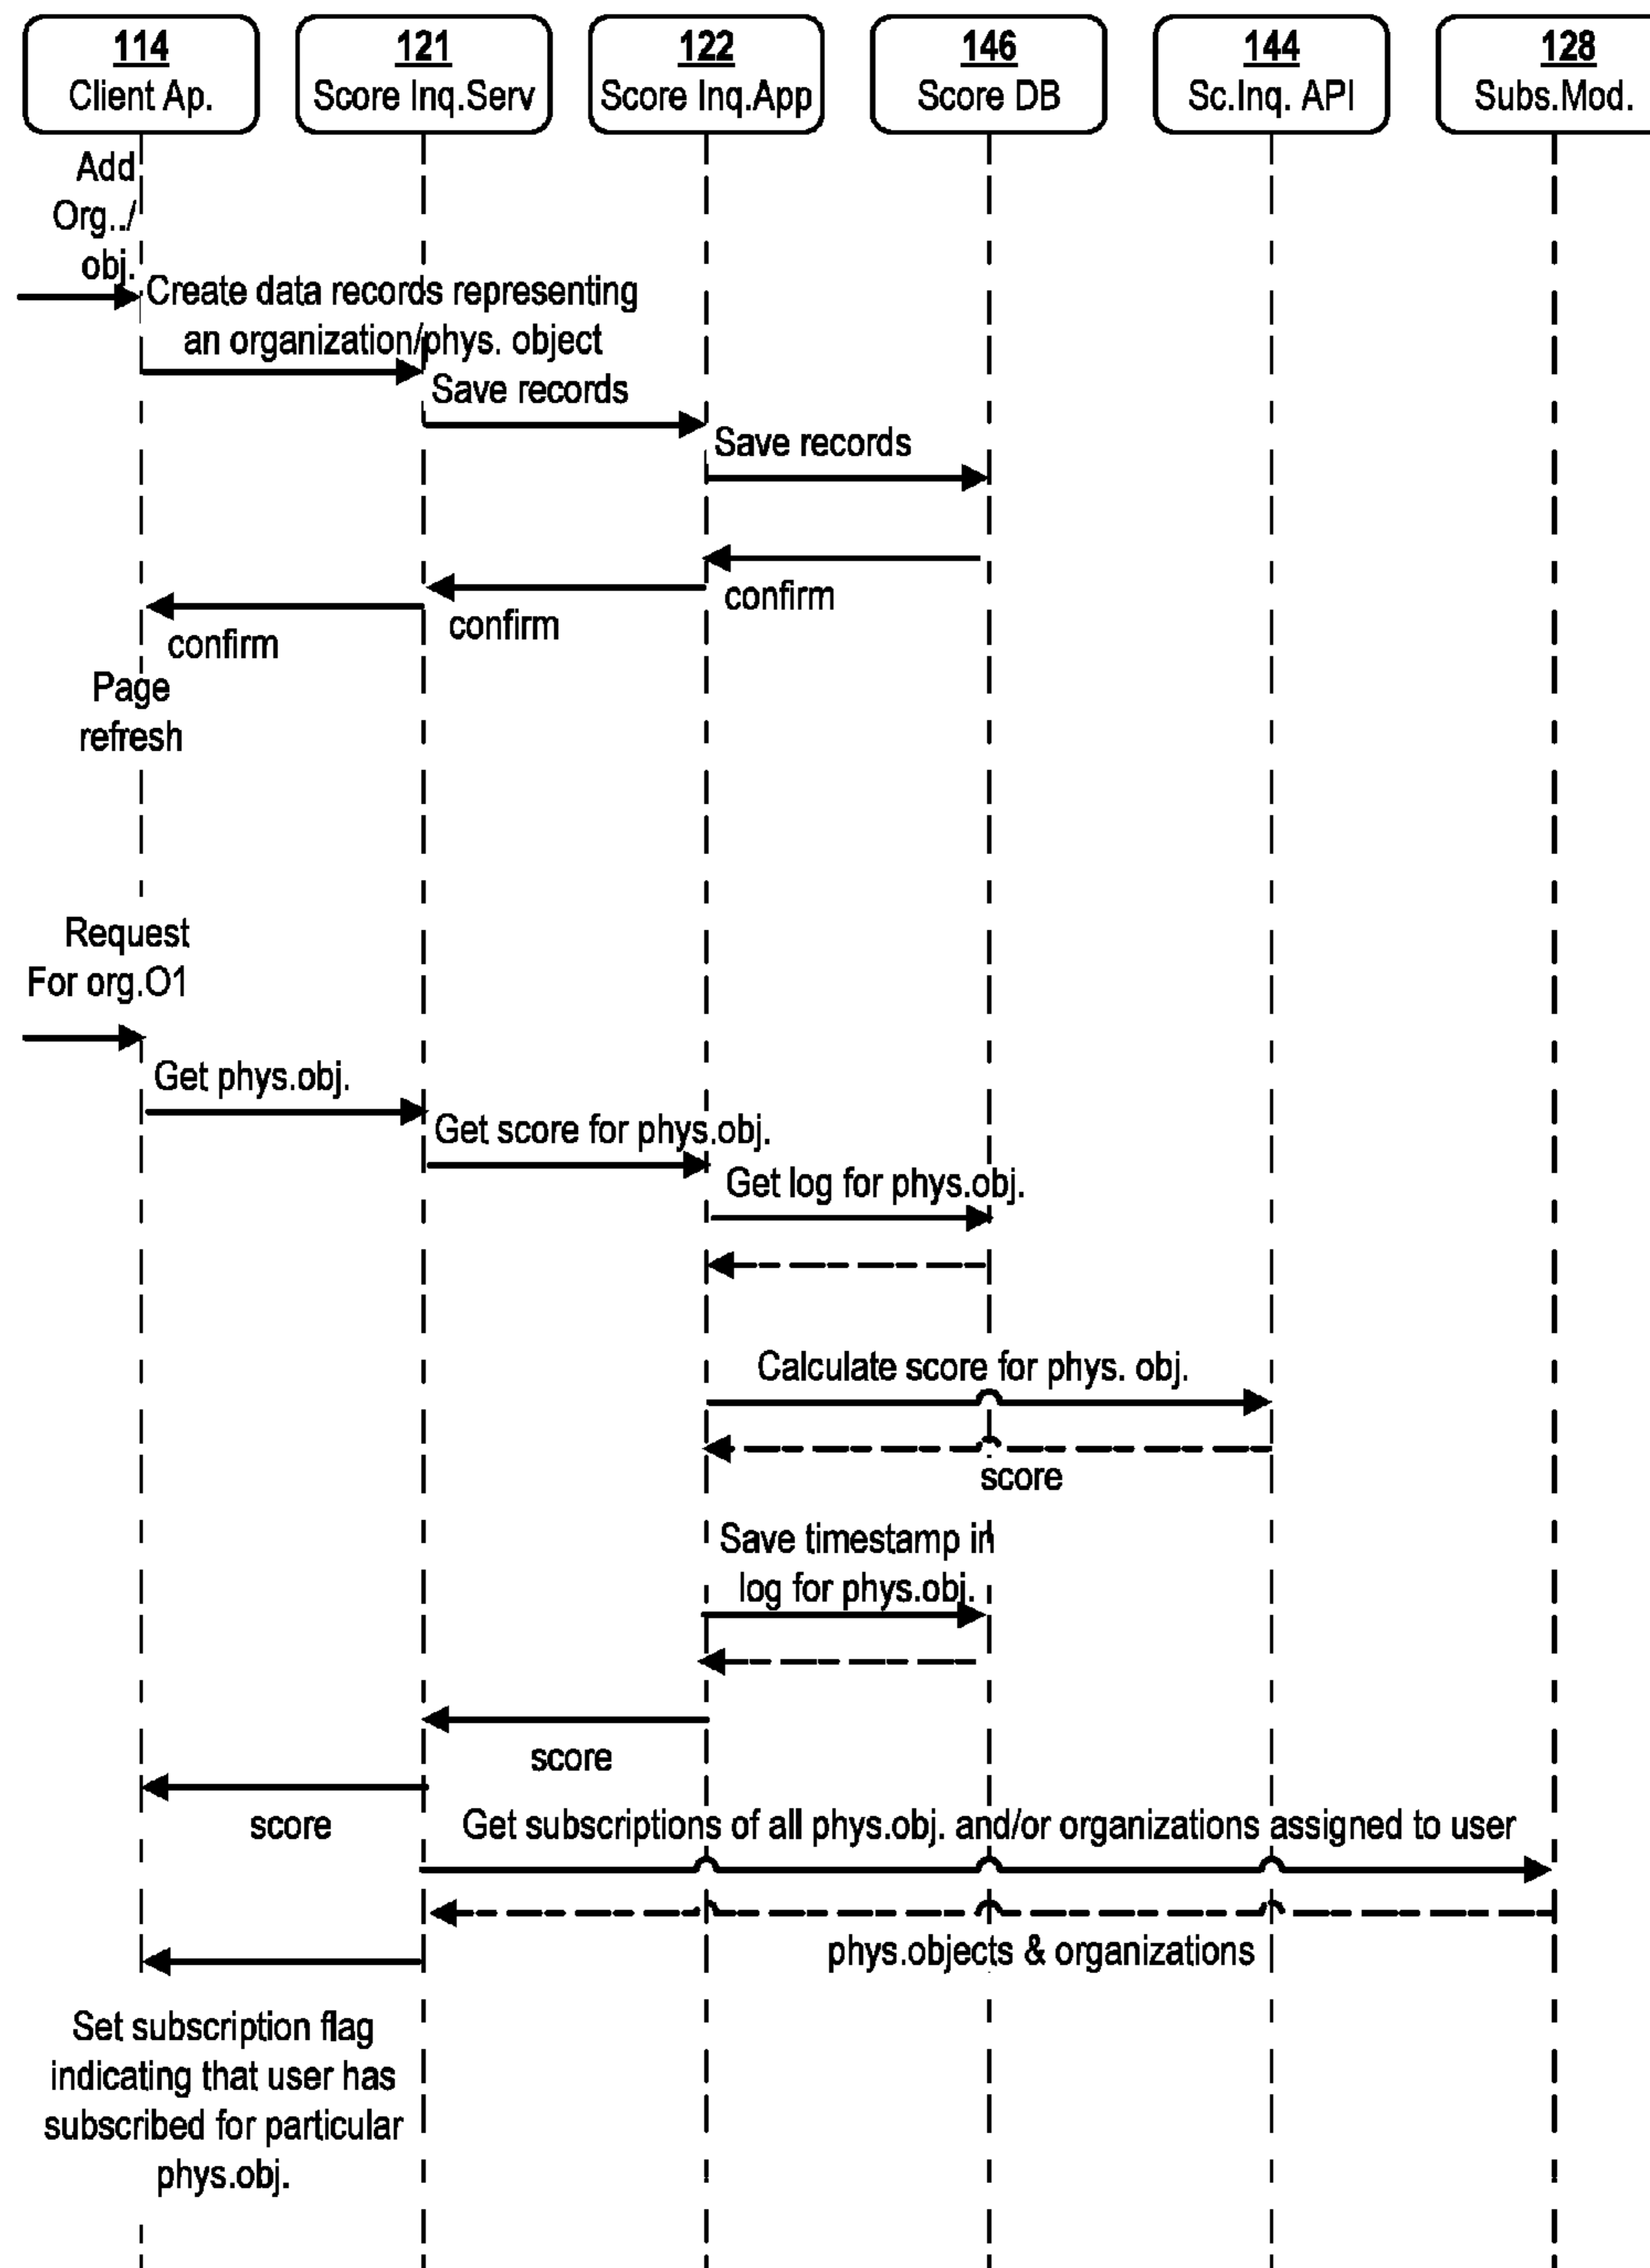 114
Client Ap.
121
Score Inq.Serv
122
Score Inq.App
146
Score DB
144
Sc.Inq. API
128
Subs.Mod.
Add
Org../
obj.
Create data records representing
an organization/phys. object
Save records
Save records
confirm
confirm
confirm
Page
refresh
Request
For org.O1
Get phys.obj.
Get score for phys.obj.
Get log for phys.obj.
Calculate score for phys. obj.
score
Save timestamp in
log for phys.obj.
score
score
Get subscriptions of all phys.obj. and/or organizations assigned to user
phys.objects & organizations
Set subscription flag
indicating that user has
subscribed for particular
phys.obj.